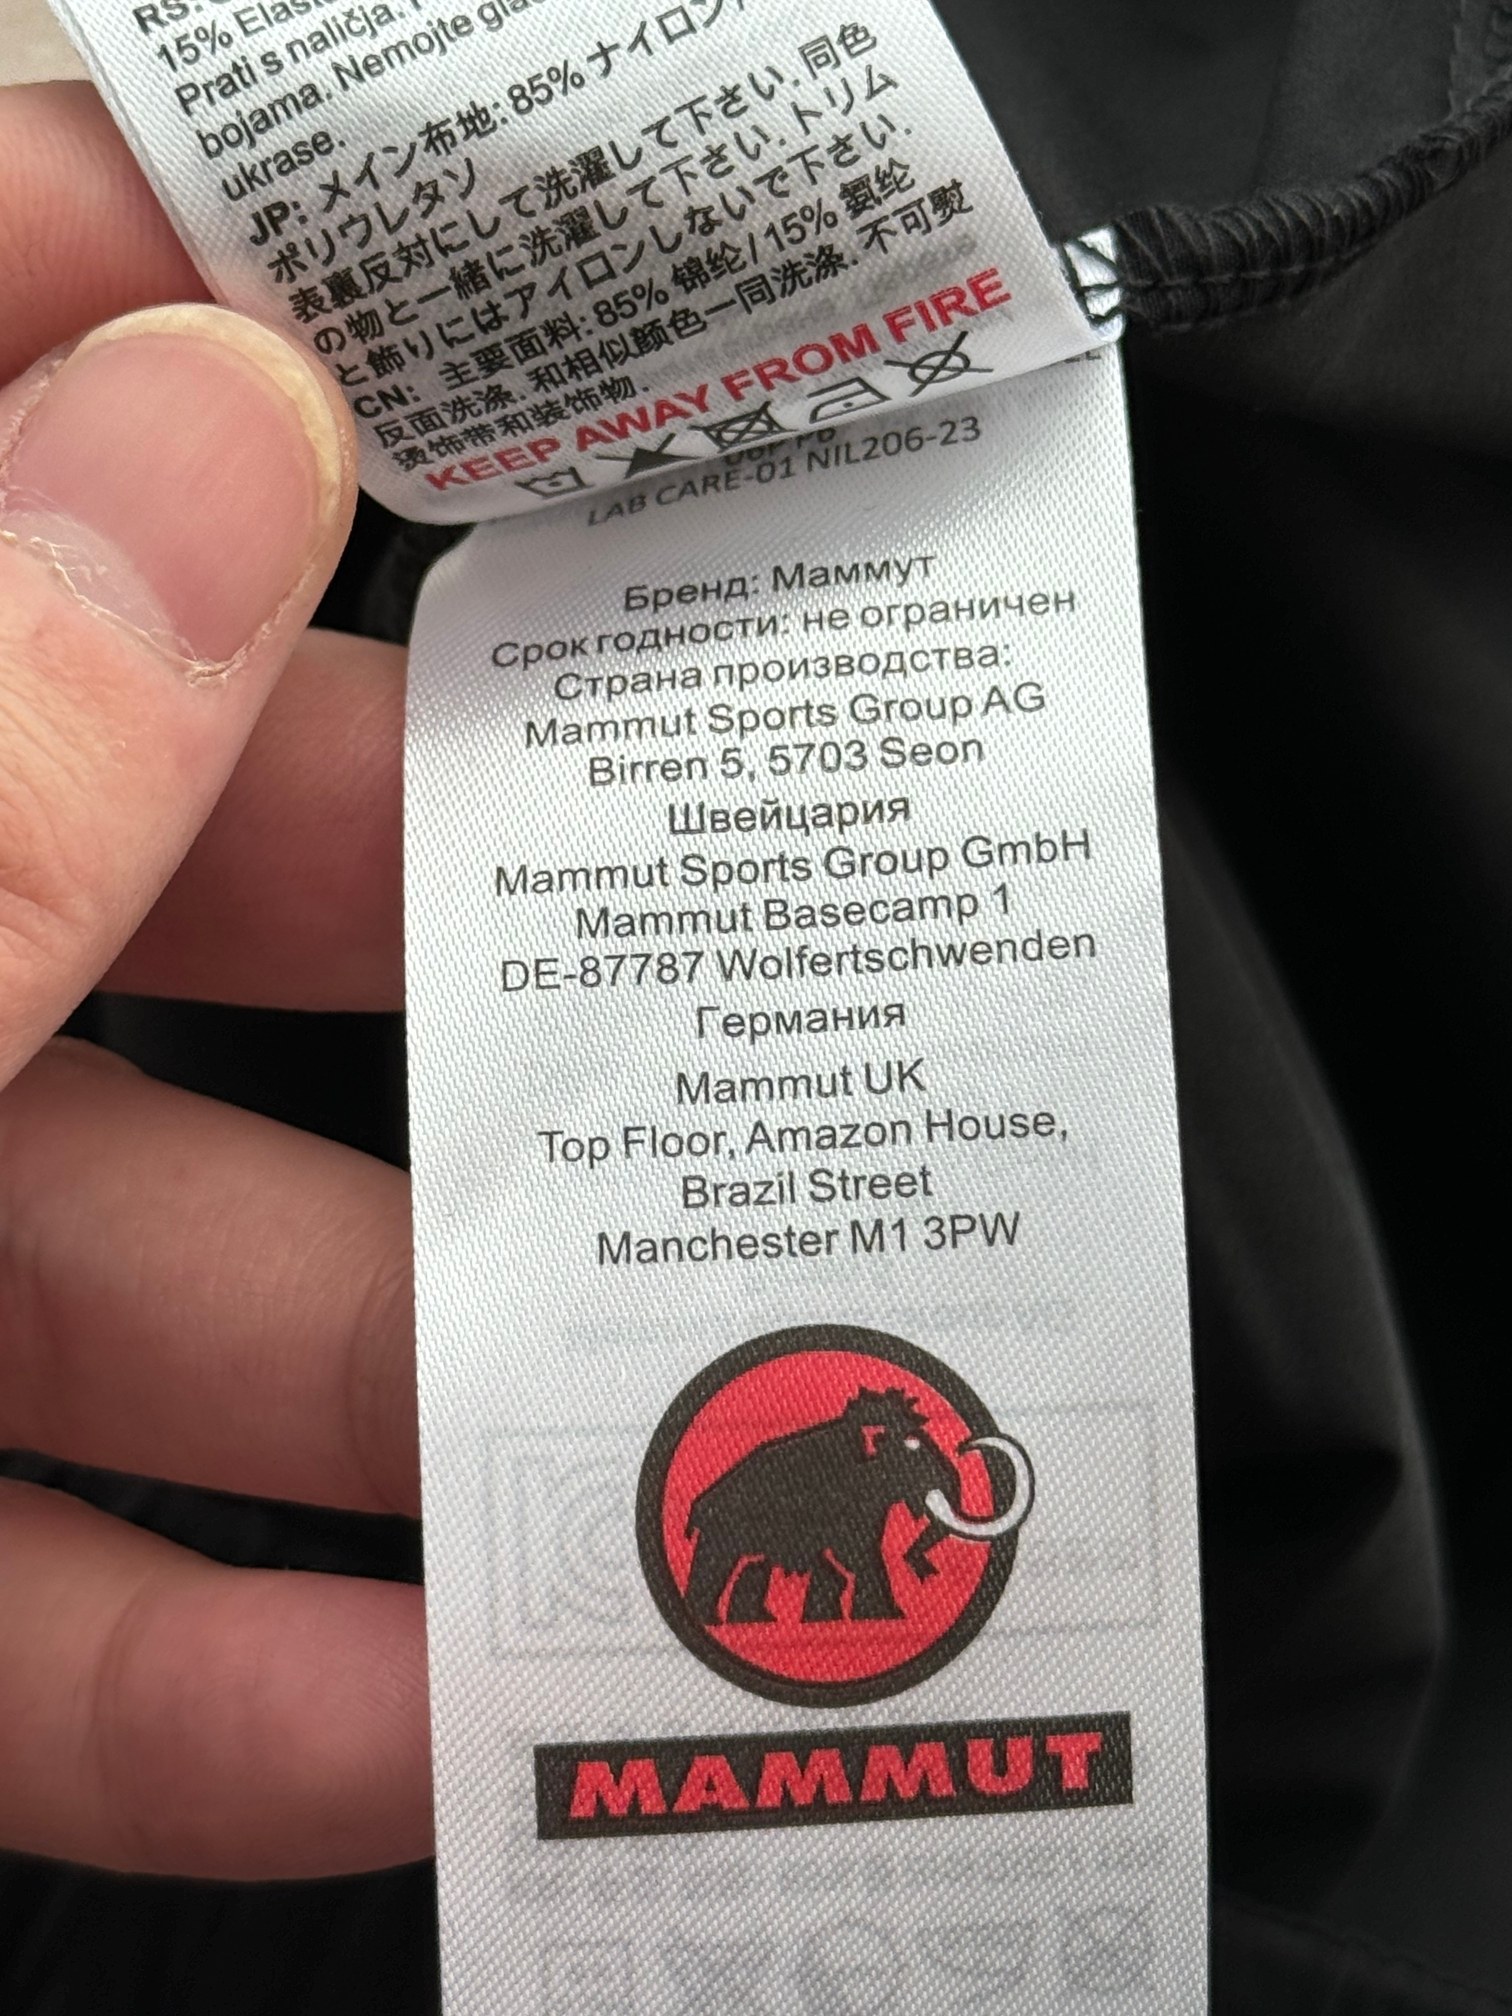 RS:
15%
Prati s naličja.
bojama. Nemojte
ukrase.
JP: メイン布地: 85% ナイロン
ポリウレタン
表裏反対にして洗濯して下さい. 同色
の物と一緒に洗濯して下さい. トリム
と飾りにはアイロンしないで下さい.
CN: 主要面料: 85% 锦纶 / 15% 氨纶
反面洗涤. 和相似颜色一同洗涤. 不可熨
烫饰带和装饰物.
KEEP AWAY FROM FIRE
LAB CARE-01 NIL206-23
Бренд: Маммут
Срок годности: не ограничен
Страна производства:
Mammut Sports Group AG
Birren 5, 5703 Seon
Швейцария
Mammut Sports Group GmbH
Mammut Basecamp 1
DE-87787 Wolfertschwenden
Германия
Mammut UK
Top Floor, Amazon House,
Brazil Street
Manchester M1 3PW
MAMMUT